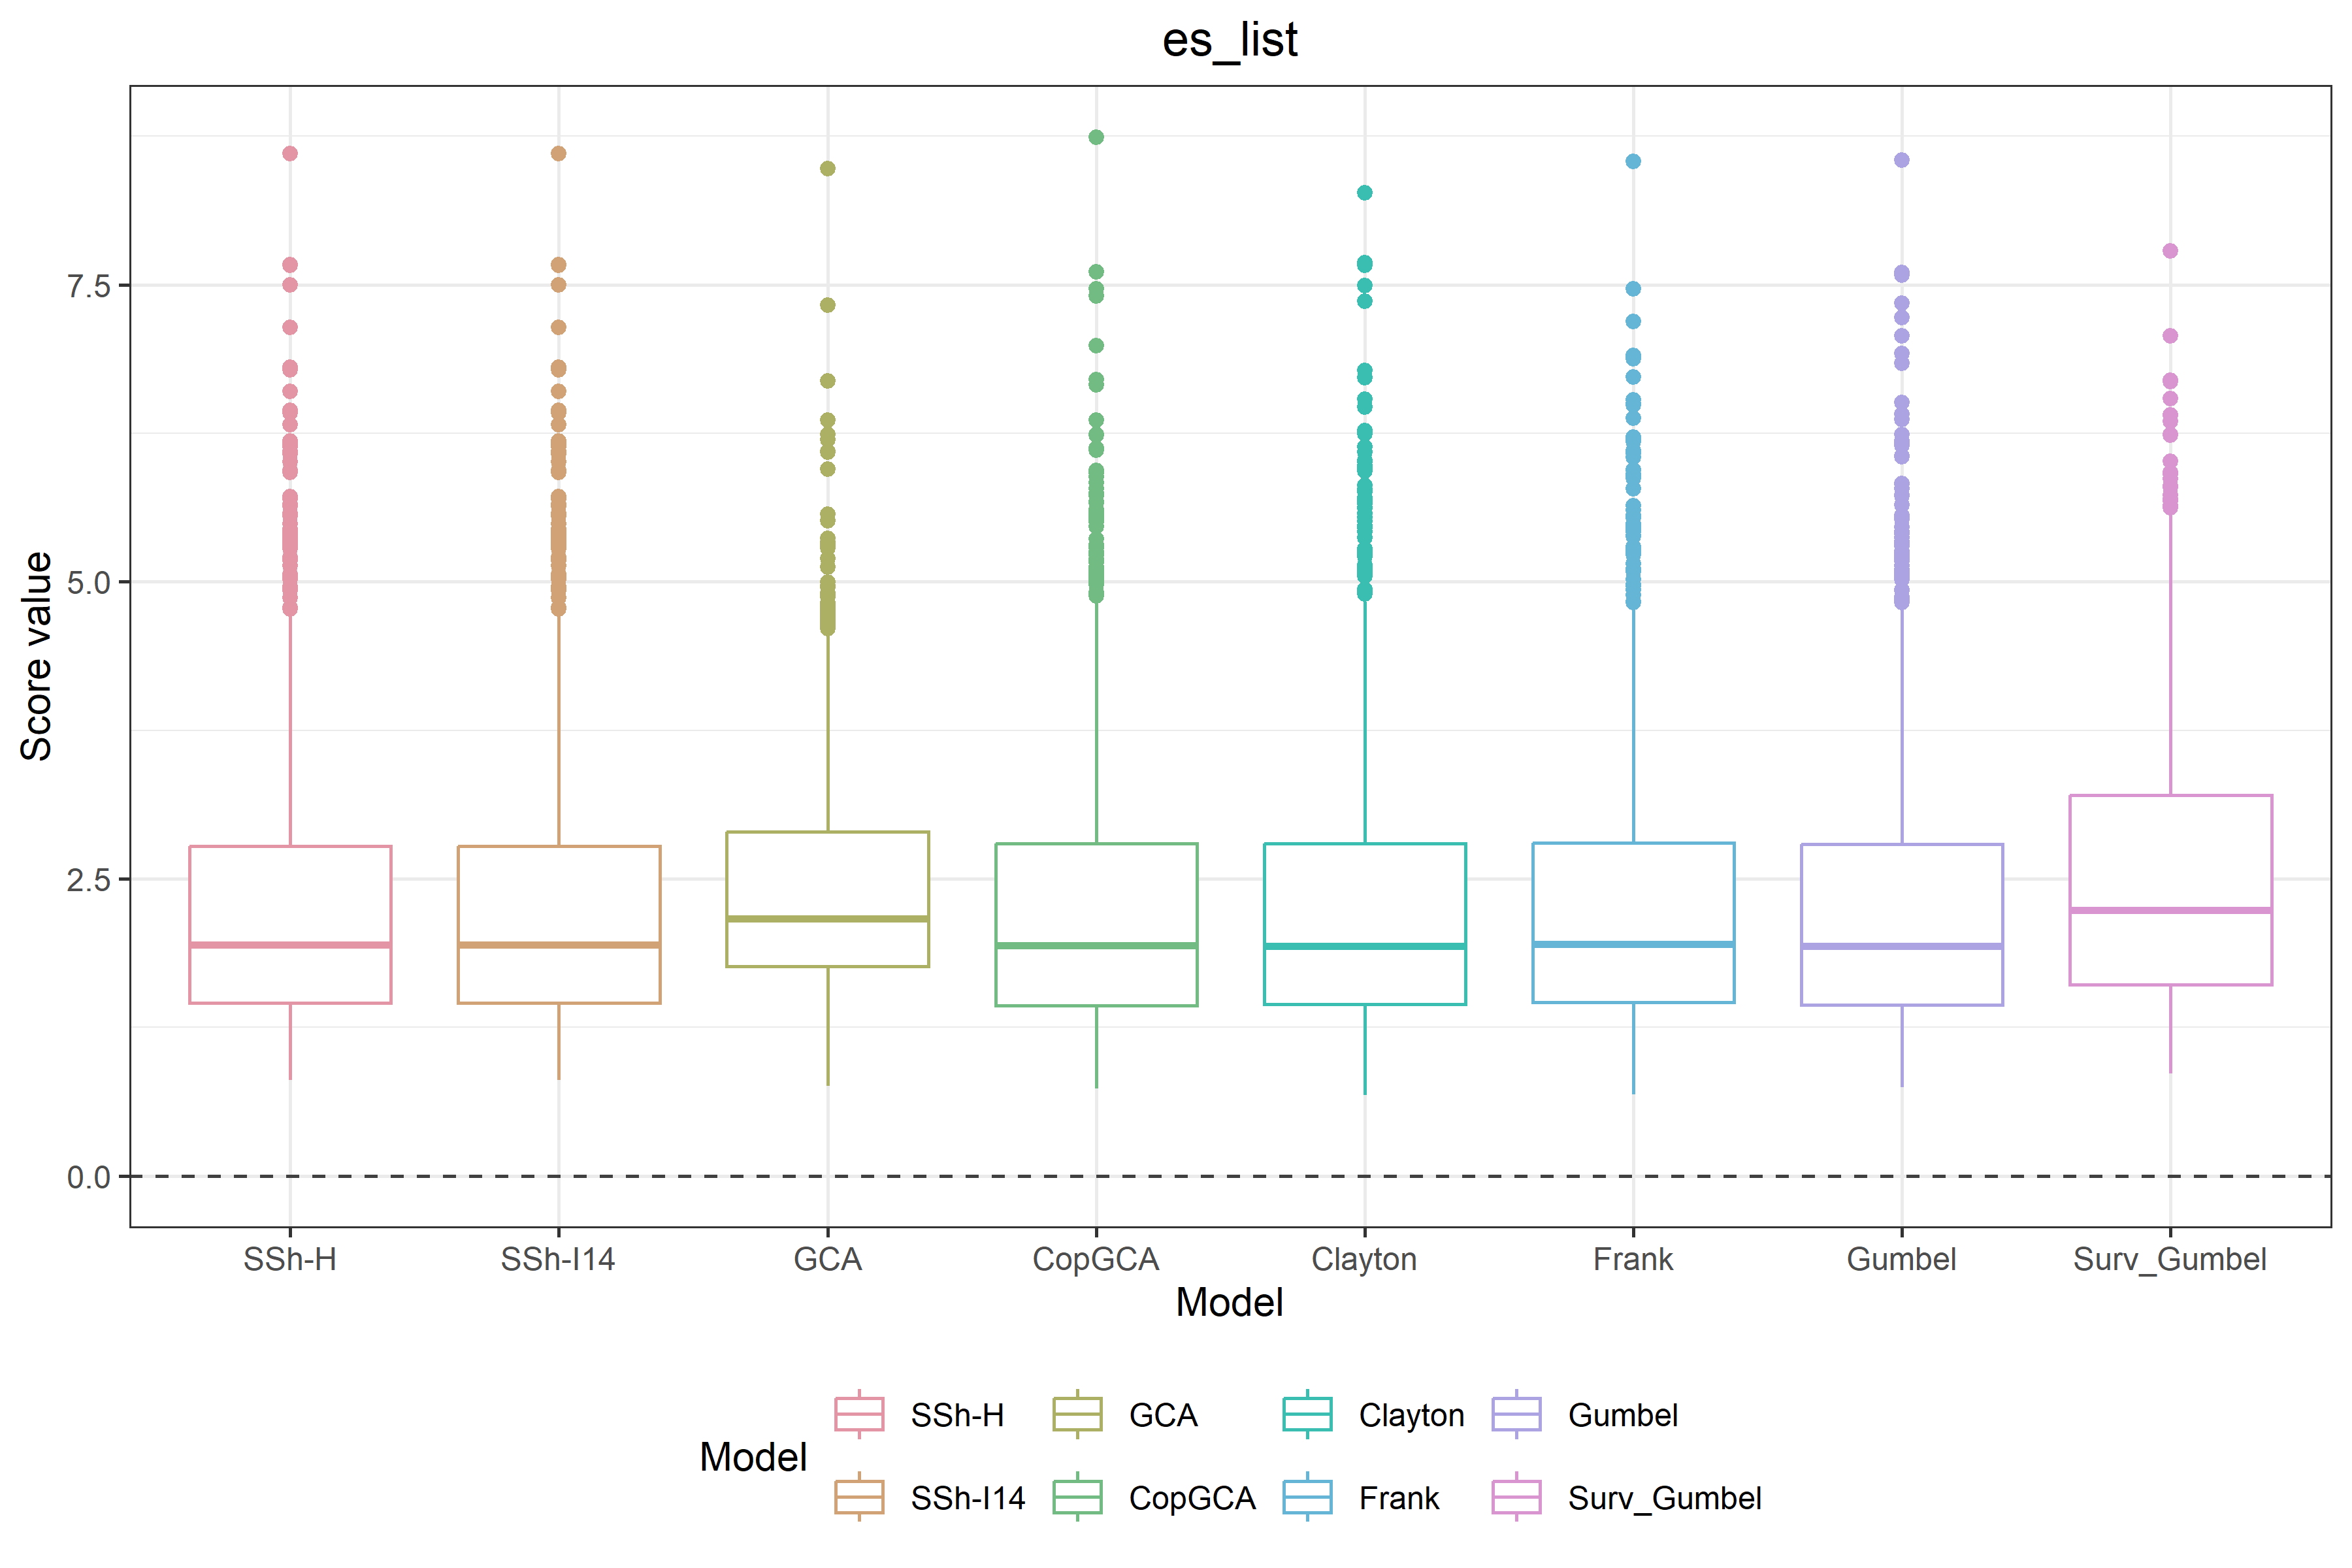 es_list
Score value
7.5
5.0
2.5
0.0
SSh-H SSh-I14 GCA CopGCA Clayton Frank Gumbel Surv_Gumbel
Model
Model
SSh-H GCA Clayton Gumbel
SSh-I14 CopGCA Frank Surv_Gumbel